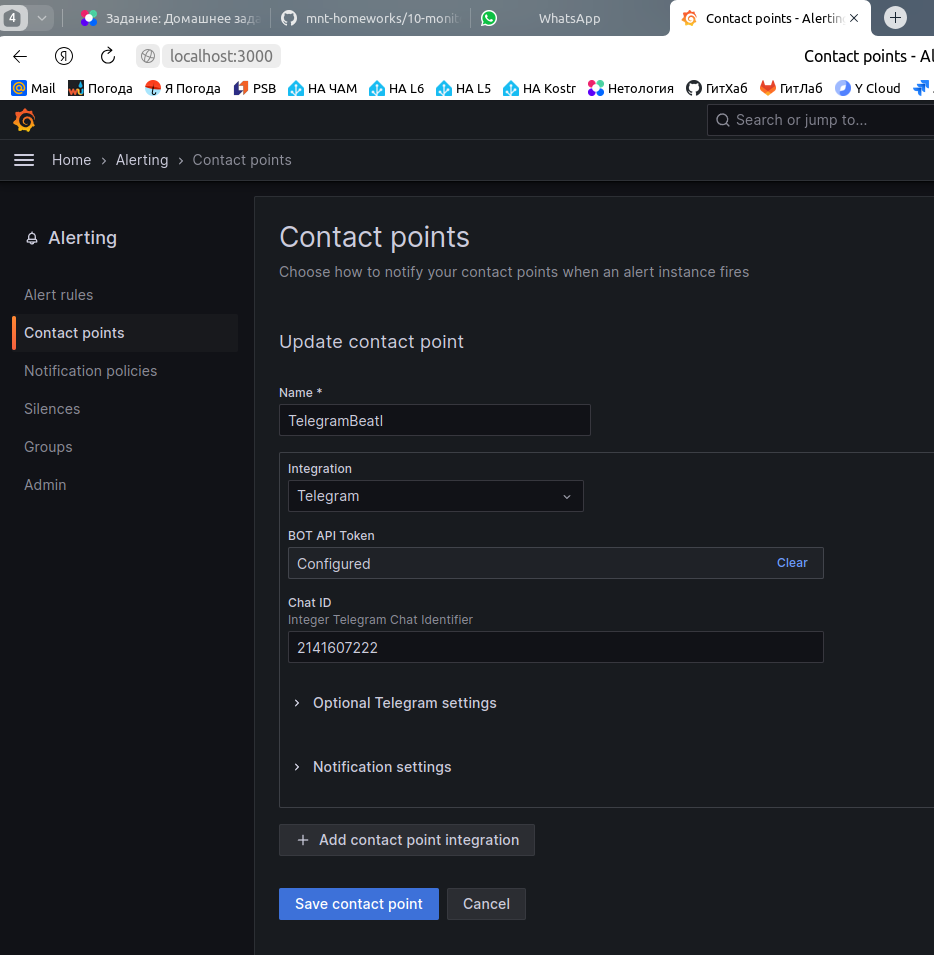 4 Задание: Домашнее зада mnt-homeworks/10-monit WhatsApp Contact points - Alertin
localhost:3000 Contact points - Al
Mail Погода Я Погода PSB НА ЧАМ НА L6 НА L5 НА Kostr Нетология ГитХаб ГитЛаб Y Cloud
Search or jump to...
Home › Alerting › Contact points
Alerting
Alert rules
Contact points
Notification policies
Silences
Groups
Admin
Contact points
Choose how to notify your contact points when an alert instance fires
Update contact point
Name *
TelegramBeatl
Integration
Telegram
BOT API Token
Configured Clear
Chat ID
Integer Telegram Chat Identifier
2141607222
Optional Telegram settings
Notification settings
+ Add contact point integration
Save contact point Cancel